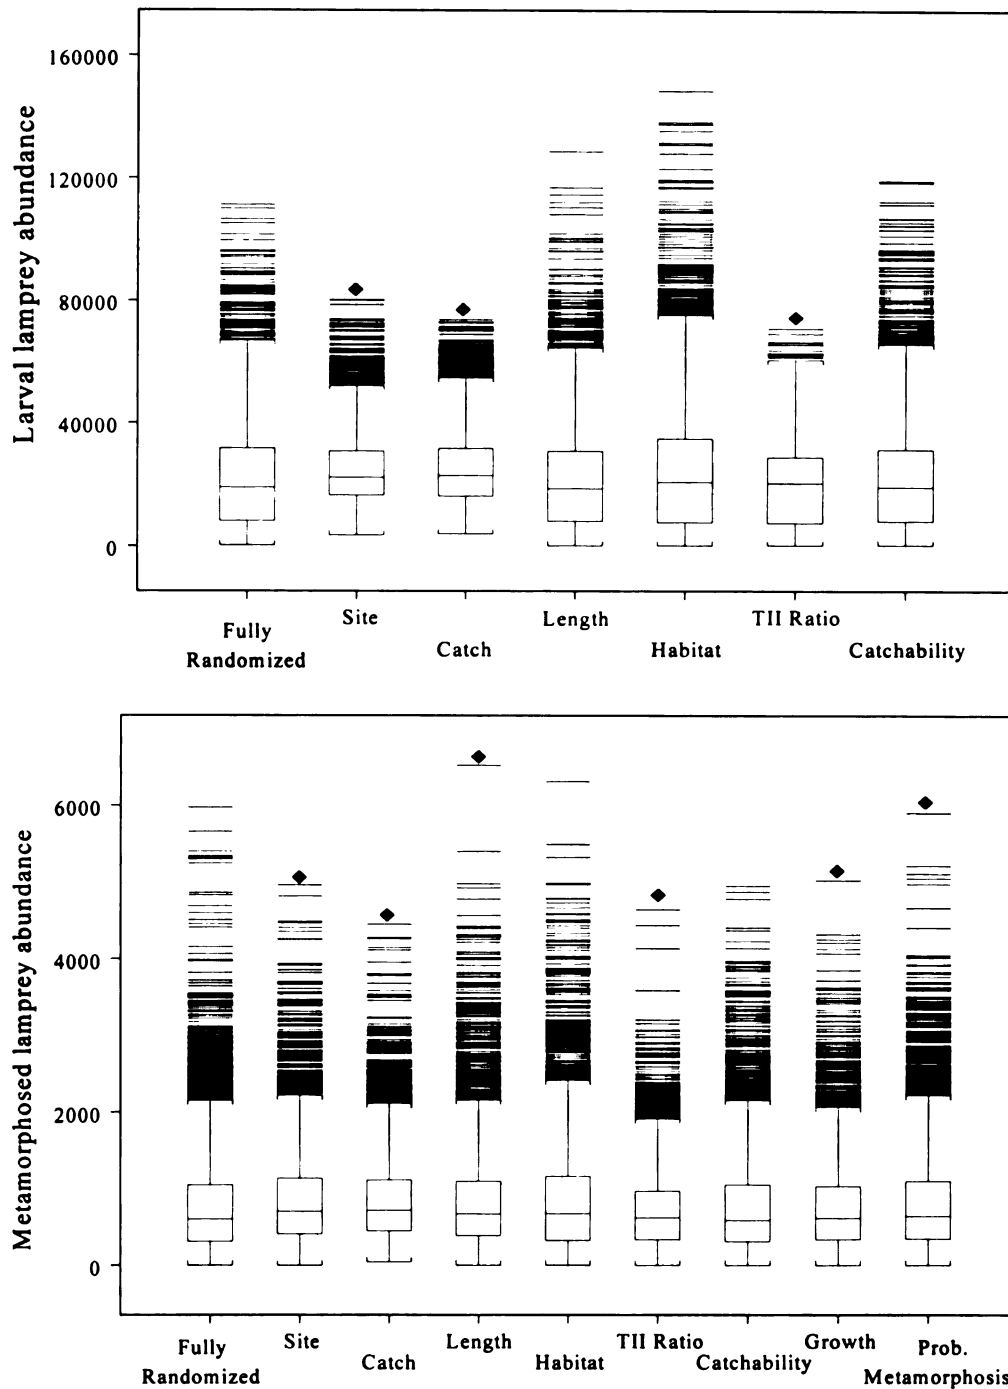 Larval lamprey abundance
160000
120000
80000
40000
0
Fully
Randomized
Site
Catch
Length
Habitat
TII Ratio
Catchability
Metamorphosed lamprey abundance
6000
4000
2000
0
Fully
Randomized
Site
Catch
Length
Habitat
TII Ratio
Catchability
Growth
Prob.
Metamorphosis